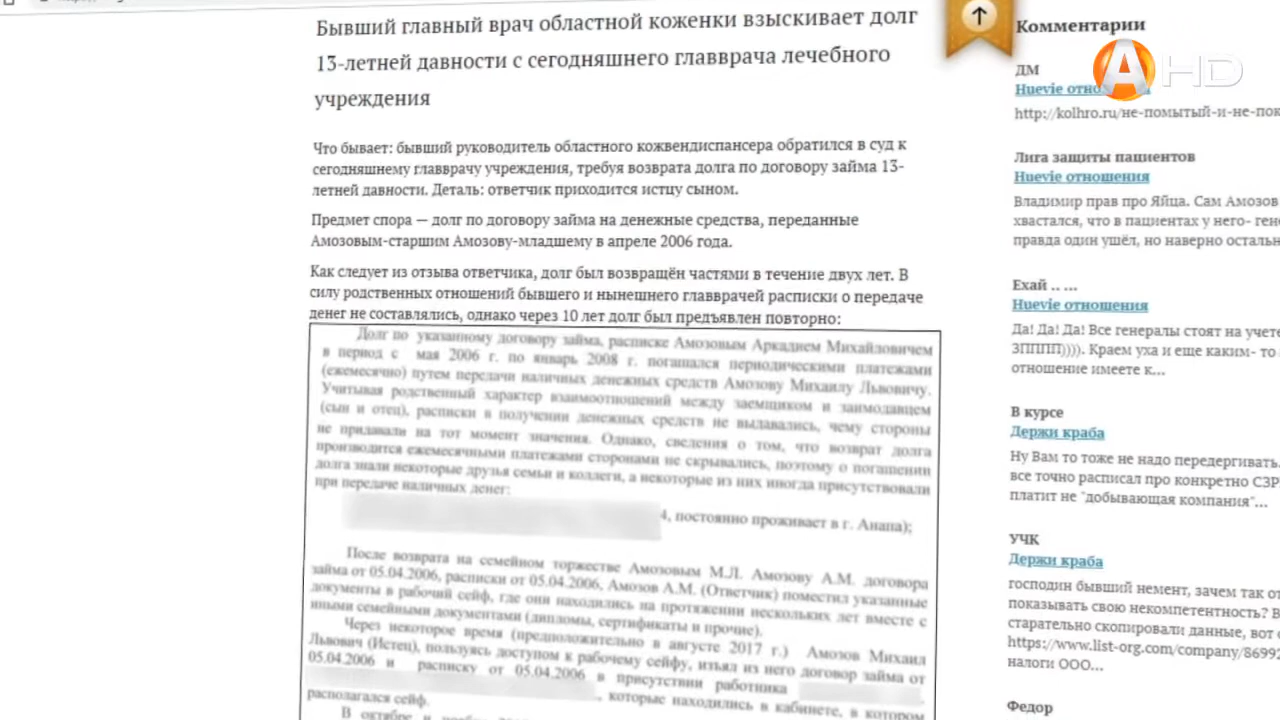 Бывший главный врач областной коженки взыскивает долг
13-летней давности с сегодняшнего главврача лечебного
учреждения
Что бывает: бывший руководитель областного кожвендиспансера обратился в суд к
сегодняшнему главврачу учреждения, требуя возврата долга по договору займа 13-
летней давности. Деталь: ответчик приходится истцу сыном.
Предмет спора — долг по договору займа на денежные средства, переданные
Амозовым-старшим Амозову-младшему в апреле 2006 года.
Как следует из отзыва ответчика, долг был возвращён частями в течение двух лет. В
силу родственных отношений бывшего и нынешнего главврачей расписки о передаче
денег не составлялись, однако через 10 лет долг был предъявлен повторно:
Долг по указанному договору займа, расписке Амозовым Аркадием Михайловичем
в период с мая 2006 г. по январь 2008 г. погашался периодическими платежами
(ежемесячно) путем передачи наличных денежных средств Амозову Михаилу Львовичу.
Учитывая родственный характер взаимоотношений между заемщиком и заимодавцем
(сын и отец), расписки в получении денежных средств не выдавались, чему стороны
не придавали на тот момент значения. Однако, сведения о том, что возврат долга
производится ежемесячными платежами сторонами не скрывались, поэтому о погашении
долга знали некоторые друзья семьи и коллеги, а некоторые из них иногда присутствовали
при передаче наличных денег:
4, постоянно проживает в г. Анапа);
После возврата на семейном торжестве Амозовым М.Л. Амозову А.М. договора
займа от 05.04.2006, расписки от 05.04.2006, Амозов А.М. (Ответчик) поместил указанные
документы в рабочий сейф, где они находились на протяжении нескольких лет вместе с
иными семейными документами (дипломы, сертификаты и прочие).
Через некоторое время (предположительно в августе 2017 г.) Амозов Михаил
Львович (Истец), пользуясь доступом к рабочему сейфу, изъял из него договор займа от
05.04.2006 и расписку от 05.04.2006 в присутствии работника
, которые находились в кабинете, в котором
располагался сейф.
В октябре и ноябре
Комментарии
АHD
ДМ
Huevie отно
http://kolhro.ru/не-помытый-и-не-пок
Лига защиты пациентов
Huevie отношения
Владимир прав про Яйца. Сам Амозов
хвастался, что в пациентах у него- ген
правда один ушёл, но наверно осталь
Ехай .. ...
Huevie отношения
Да! Да! Да! Все генералы стоят на учете
ЗППП)))). Краем уха и еще каким- то
отношение имеете к...
В курсе
Держи краба
Ну Вам то тоже не надо передергивать.
все точно расписал про конкретно СЗР
платит не "добывающая компания"...
УЧК
Держи краба
господин бывший немент, зачем так от
показывать свою некомпетентность? В
старательно скопировали данные, вот
https://www.list-org.com/company/86992
налоги ООО...
Федор